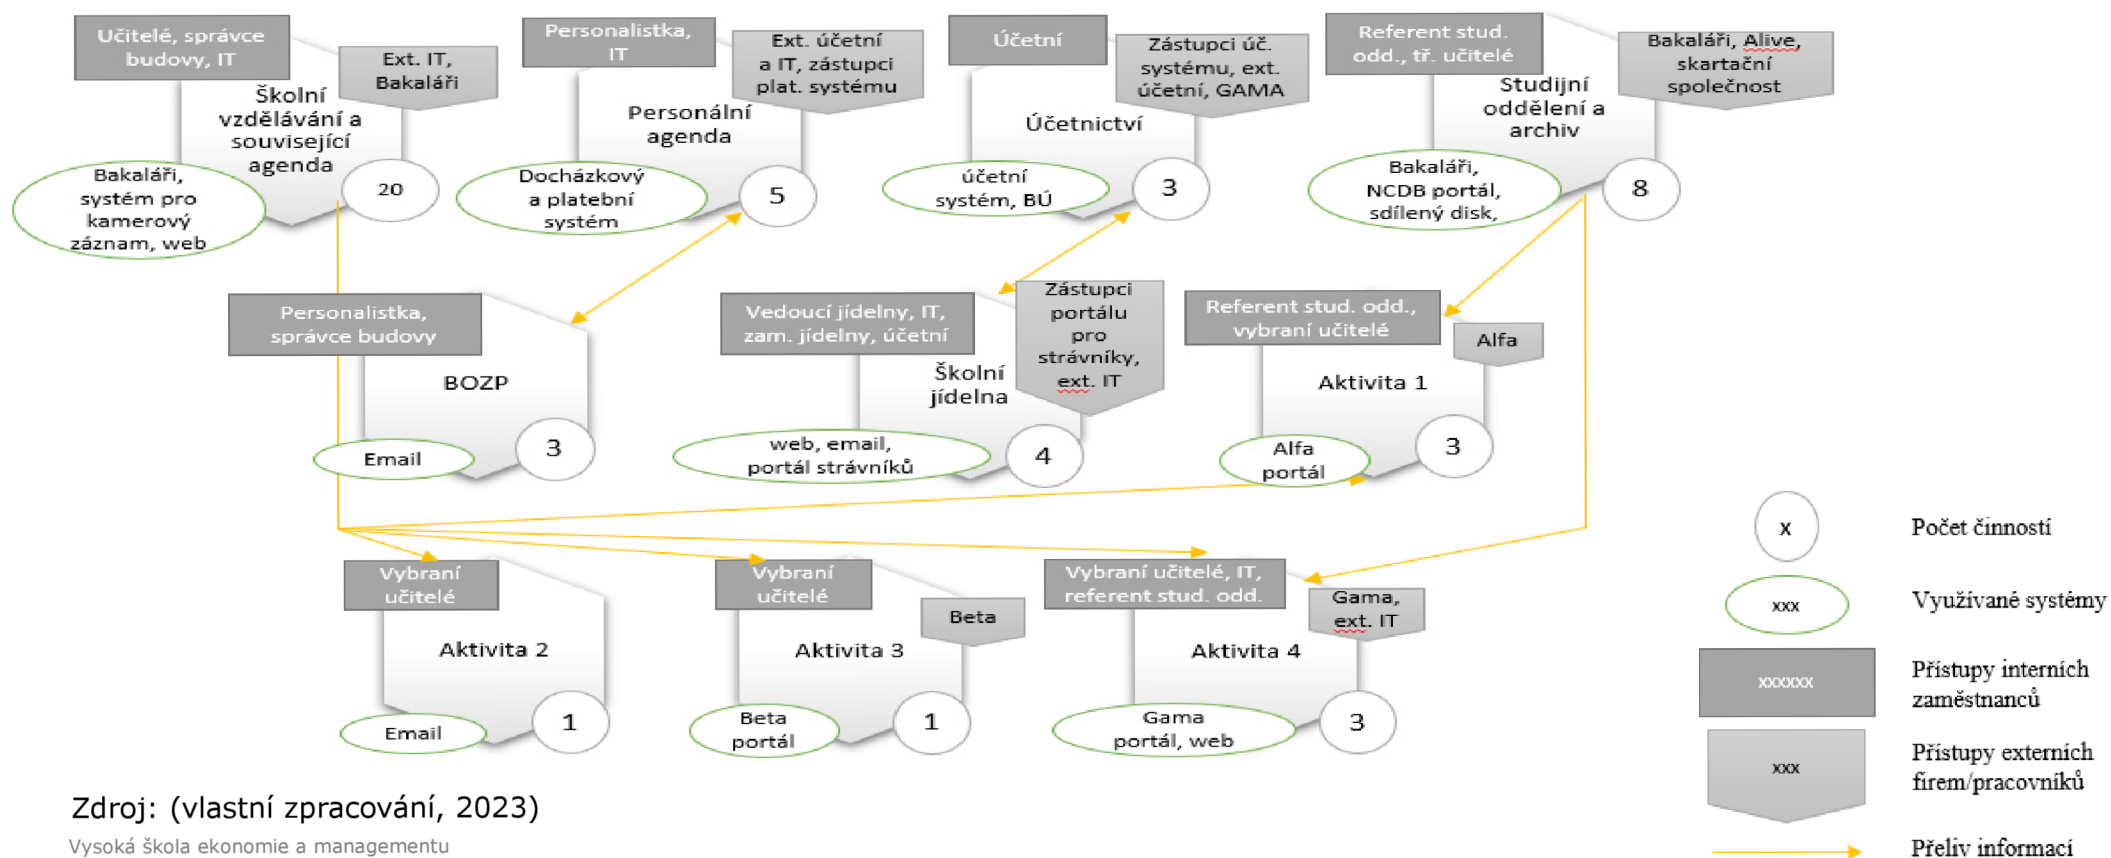 Učitelé, správce
budovy, IT
Ext. IT,
Bakaláři
Školní
vzdělávání a
související
agenda
Bakaláři,
systém pro
kamerový
záznam, web
20
Personalistka,
IT
Ext. účetní
a IT, zástupci
plat. systému
Personální
agenda
Docházkový
a platební
systém
5
Účetní
Zástupci úč.
systému, ext.
účetní, GAMA
Účetnictví
účetní
systém, BÚ
3
Referent stud.
odd., tř. učitelé
Bakaláři, Alive,
skartační
společnost
Studijní
oddělení a
archiv
Bakaláři,
NCDB portál,
sdílený disk,
8
Personalistka,
správce budovy
BOZP
Email
3
Vedoucí jídelny, IT,
zam. jídelny, účetní
Zástupci
portálu
pro
strávníky,
ext. IT
Školní
jídelna
web, email,
portál strávníků
4
Referent stud. odd.,
vybraní učitelé
Alfa
Aktivita 1
Alfa
portál
3
Vybraní
učitelé
Aktivita 2
Email
1
Vybraní
učitelé
Beta
Aktivita 3
Beta
portál
1
Vybraní učitelé, IT,
referent stud. odd.
Gama,
ext. IT
Aktivita 4
Gama
portál, web
3
x
Počet činností
xxx
Využívané systémy
xxxxxx
Přístupy interních
zaměstnanců
xxx
Přístupy externích
firem/pracovníků
Přeliv informací
Zdroj: (vlastní zpracování, 2023)
Vysoká škola ekonomie a managementu